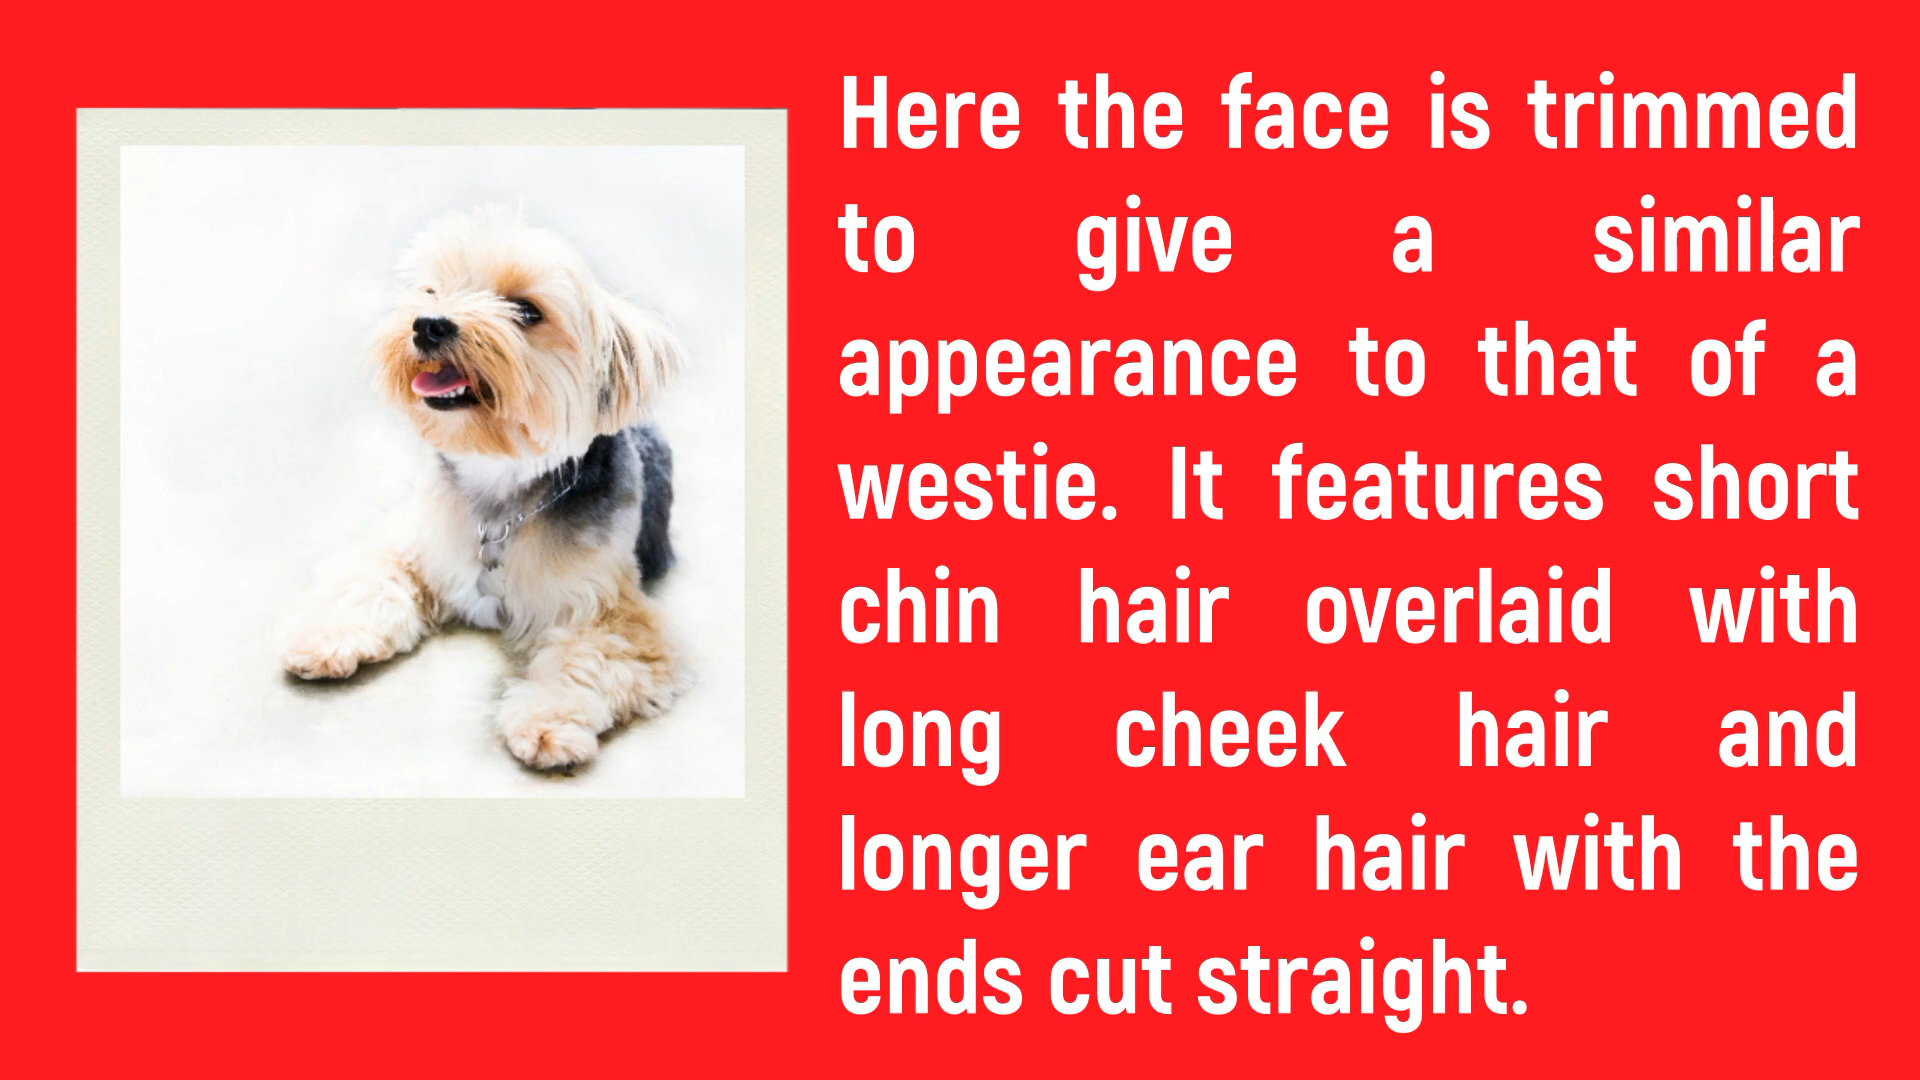 Here the face is trimmed
to give a similar
appearance to that of a
westie. It features short
chin hair overlaid with
long cheek hair and
longer ear hair with the
ends cut straight.